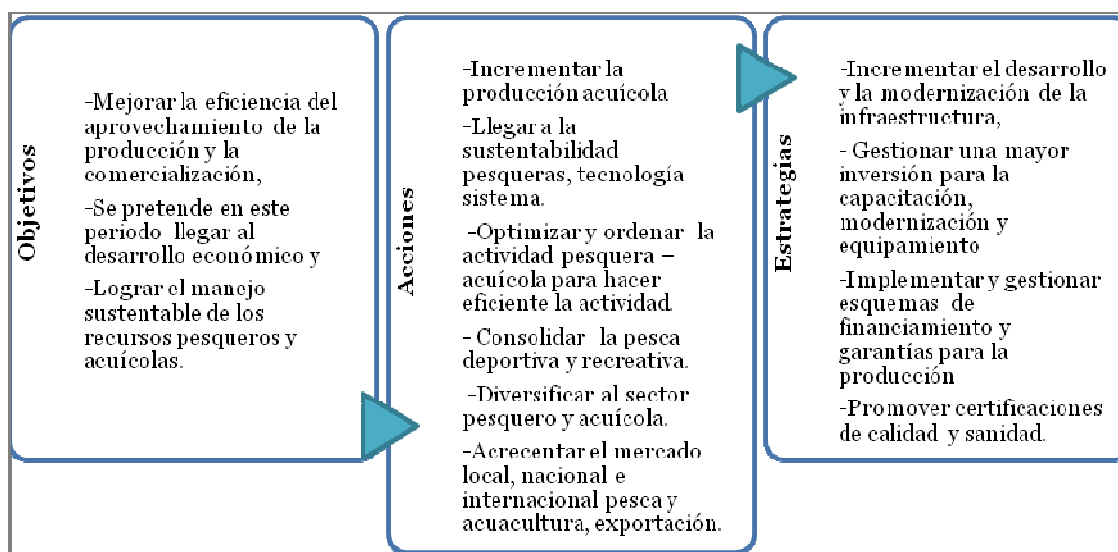 Objetivos
-Mejorar la eficiencia del
aprovechamiento de la
producción y la
comercialización,
-Se pretende en este
periodo llegar al
desarrollo económico y
-Lograr el manejo
sustentable de los
recursos pesqueros y
acuícolas.
Acciones
-Incrementar la
producción acuícola
-Llegar a la
sustentabilidad
pesqueras, tecnología
sistema.
-Optimizar y ordenar la
actividad pesquera –
acuícola para hacer
eficiente la actividad
- Consolidar la pesca
deportiva y recreativa.
-Diversificar al sector
pesquero y acuícola.
-Acrecentar el mercado
local, nacional e
internacional pesca y
acuacultura, exportación.
Estrategias
-Incrementar el desarrollo
y la modernización de la
infraestructura,
- Gestionar una mayor
inversión para la
capacitación,
modernización y
equipamiento
-Implementar y gestionar
esquemas de
financiamiento y
garantías para la
producción
-Promover certificaciones
de calidad y sanidad.